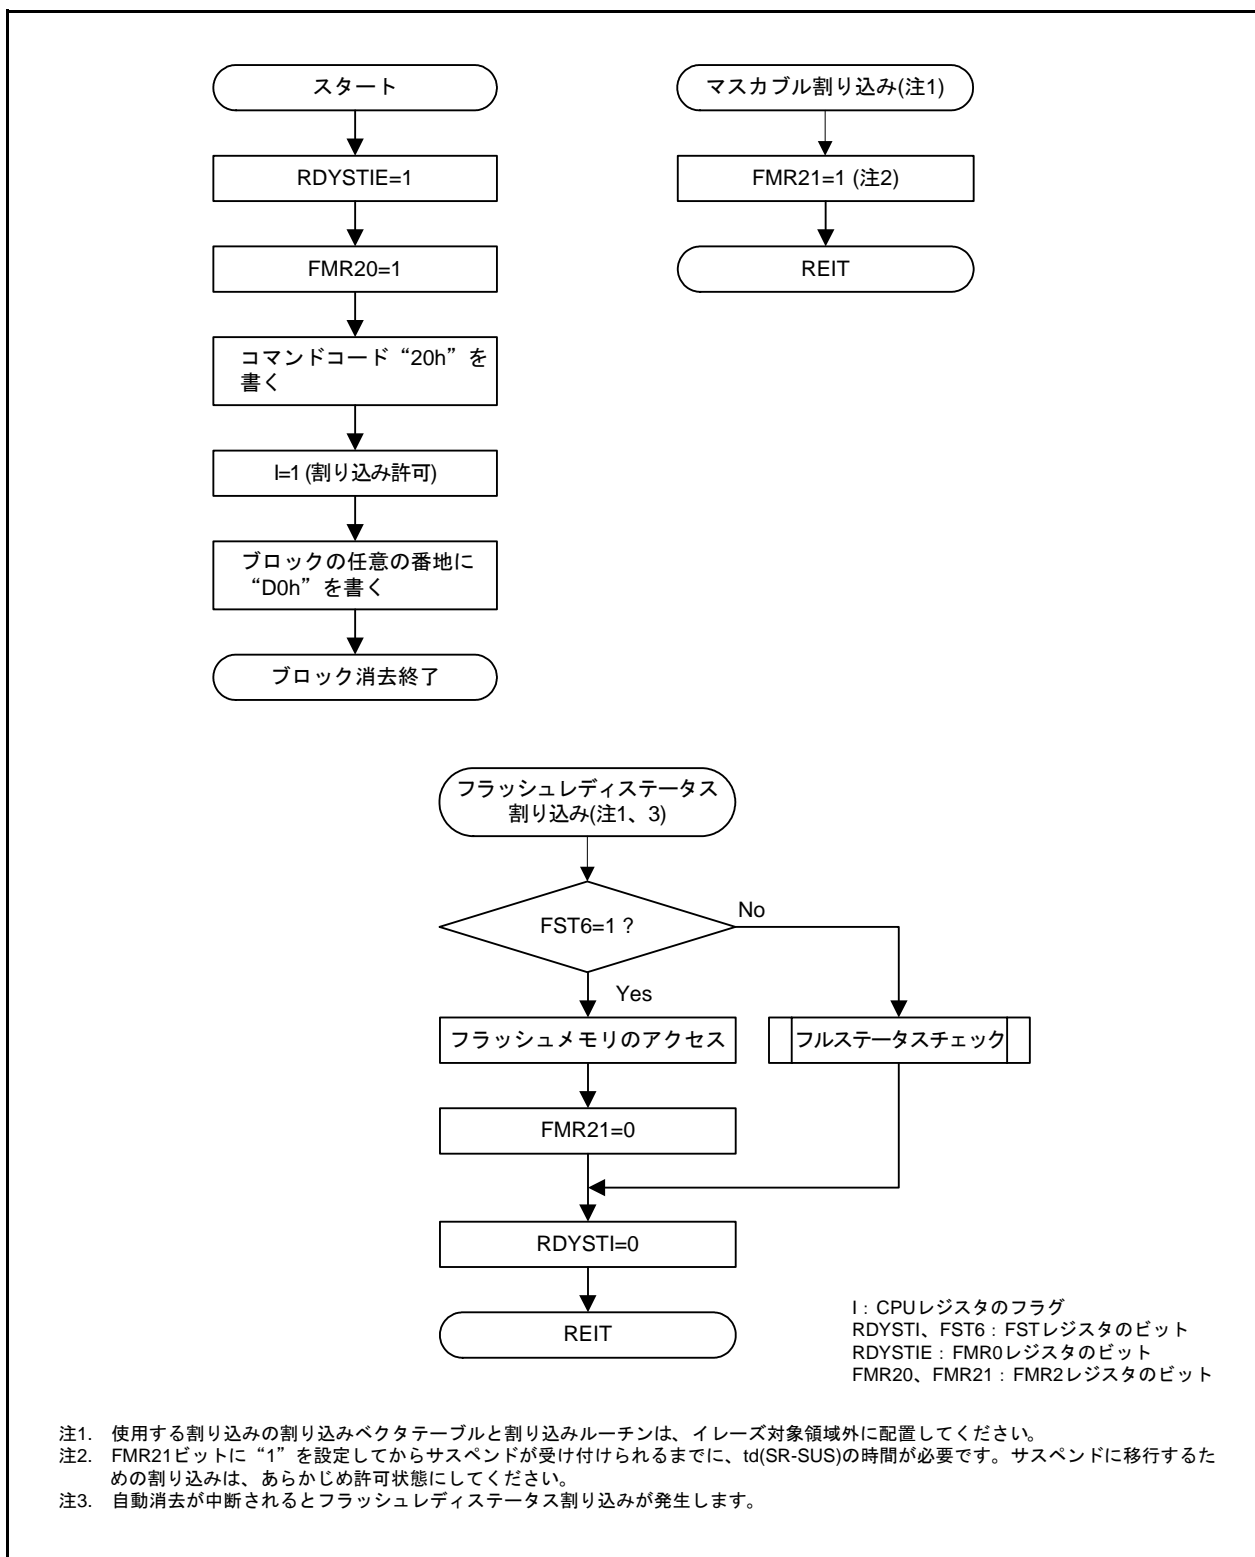 スタート
RDYSTIE=1
FMR20=1
コマンドコード“20h”を
書く
I=1 (割り込み許可)
ブロックの任意の番地に
“D0h”を書く
ブロック消去終了
マスカブル割り込み(注1)
FMR21=1 (注2)
REIT
フラッシュレディステータス
割り込み(注1、3)
FST6=1 ?
No
Yes
フラッシュメモリのアクセス
フルステータスチェック
FMR21=0
RDYSTI=0
REIT
I : CPUレジスタのフラグ
RDYSTI、FST6 : FSTレジスタのビット
RDYSTIE : FMR0レジスタのビット
FMR20、FMR21 : FMR2レジスタのビット
注1. 使用する割り込みの割り込みベクタテーブルと割り込みルーチンは、イレーズ対象領域外に配置してください。
注2. FMR21ビットに“1”を設定してからサスペンドが受け付けられるまでに、td(SR-SUS)の時間が必要です。サスペンドに移行するた
めの割り込みは、あらかじめ許可状態にしてください。
注3. 自動消去が中断されるとフラッシュレディステータス割り込みが発生します。